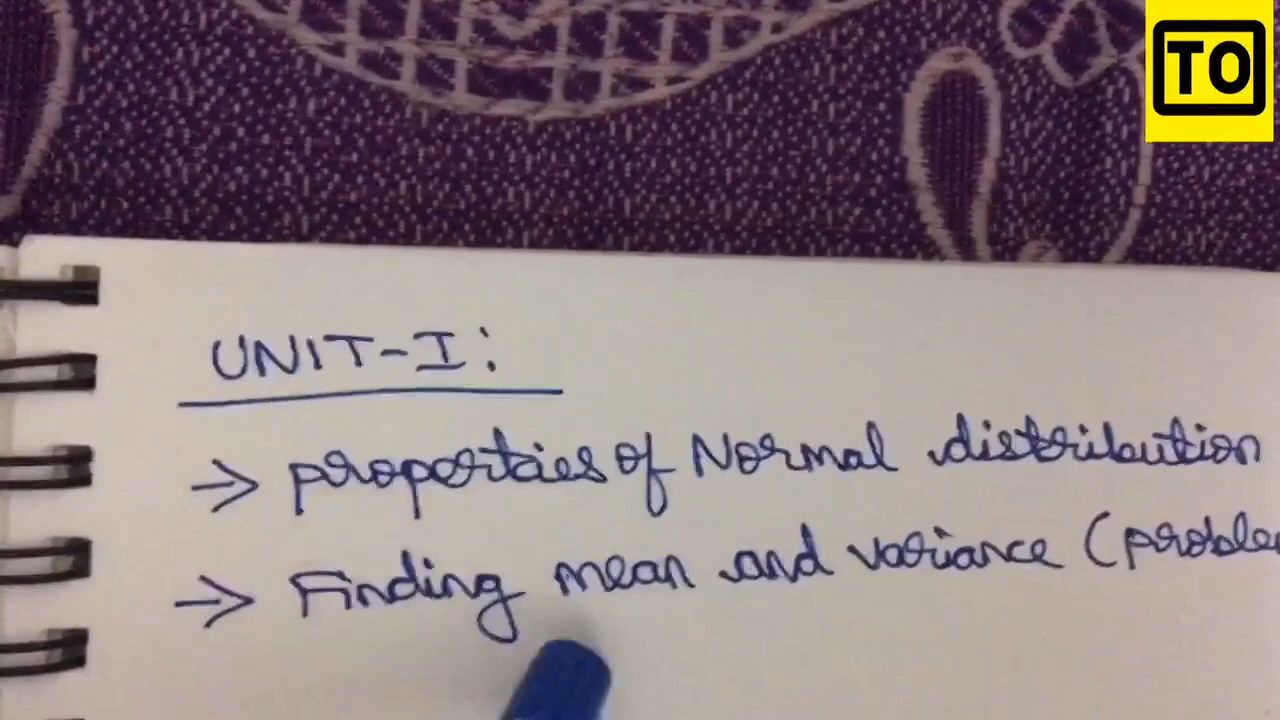 TO
UNIT-I:
→ properties of Normal distribution
→ Finding mean and variance (proble